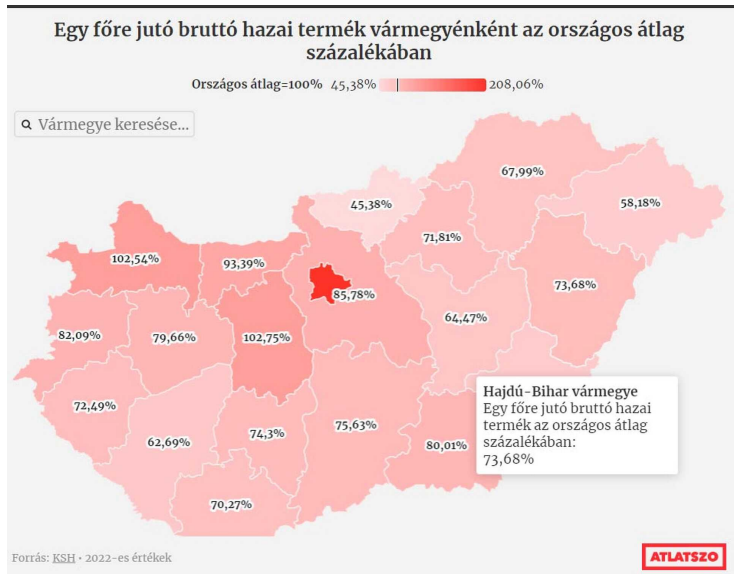 Egy főre jutó bruttó hazai termék vármegyénként az országos átlag
százalékában
Országos átlag=100% 45,38% 208,06%
Vármegye keresése...
67,99%
45,38%
58,18%
71,81%
102,54%
93,39%
73,68%
85,78%
64,47%
82,09%
79,66%
102,75%
Hajdú-Bihar vármegye
Egy főre jutó bruttó hazai
termék az országos átlag
százalékában:
73,68%
72,49%
75,63%
74,3%
62,69%
80,01%
70,27%
Forrás: KSH · 2022-es értékek
ATLATSZO